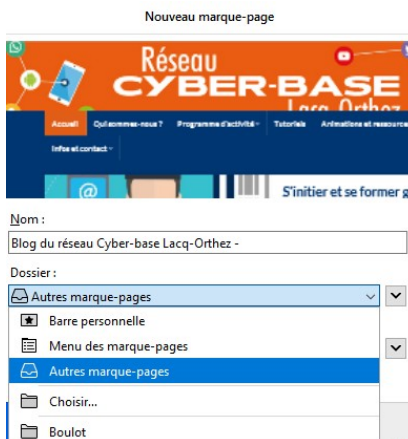 Nouveau marque-page
Réseau
CYBER-BASE
Lacq-Orthez
Accueil Qui sommes-nous ? Programme d'activité Tutoriels Animations et ressource
Infos et contact
@
S'initier et se former g
Nom :
Blog du réseau Cyber-base Lacq-Orthez -
Dossier :
Autres marque-pages
Barre personnelle
Menu des marque-pages
Autres marque-pages
Choisir...
Boulot